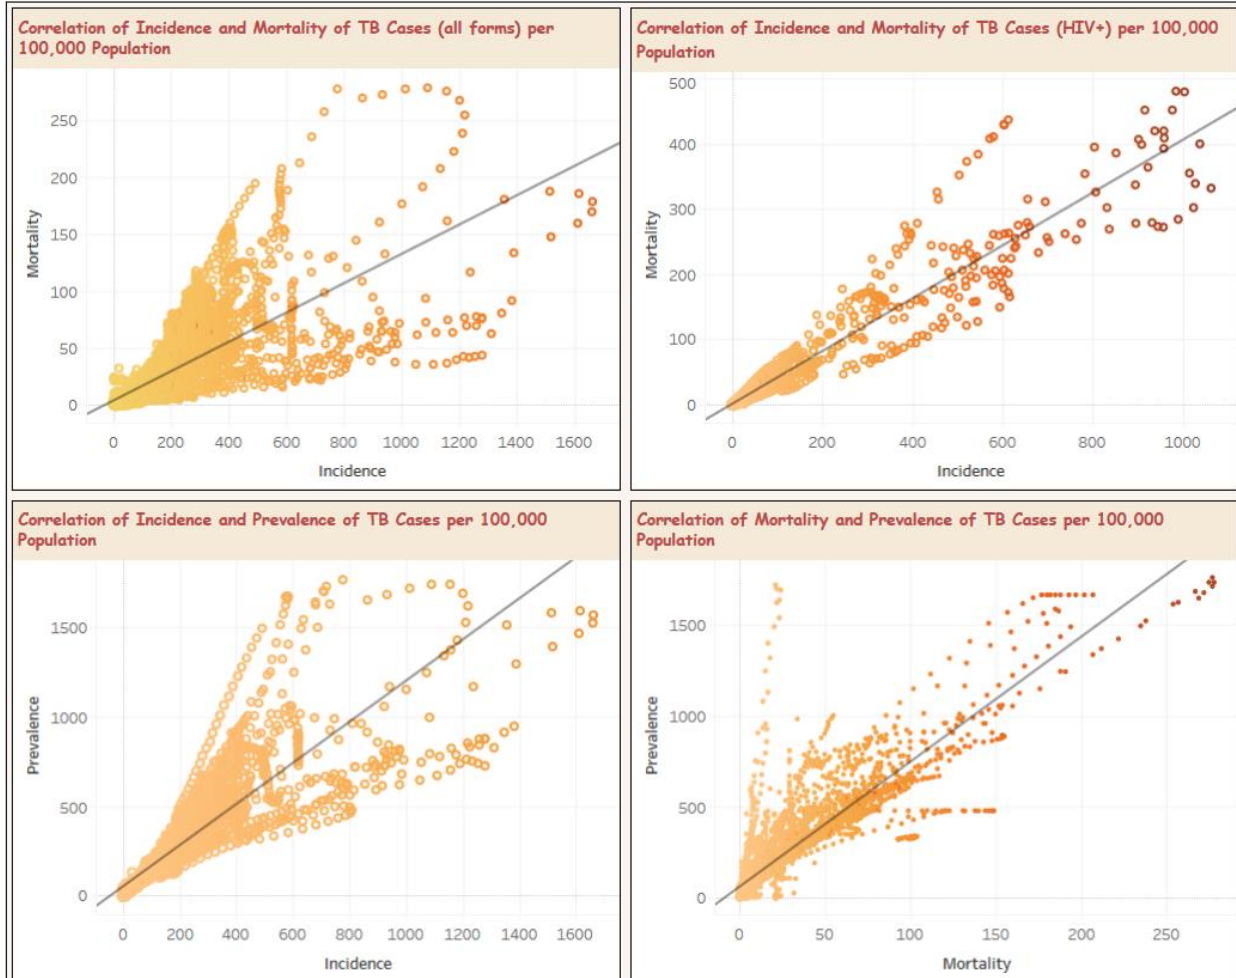 Correlation of Incidence and Mortality of TB Cases (all forms) per
100,000 Population
250
200
150
100
50
0
Mortality
0 200 400 600 800 1000 1200 1400 1600
Incidence
Correlation of Incidence and Mortality of TB Cases (HIV+) per 100,000
Population
500
400
300
200
100
0
Mortality
0 200 400 600 800 1000
Incidence
Correlation of Incidence and Prevalence of TB Cases per 100,000
Population
1500
1000
500
0
Prevalence
0 200 400 600 800 1000 1200 1400 1600
Incidence
Correlation of Mortality and Prevalence of TB Cases per 100,000
Population
1500
1000
500
0
Prevalence
0 50 100 150 200 250
Mortality